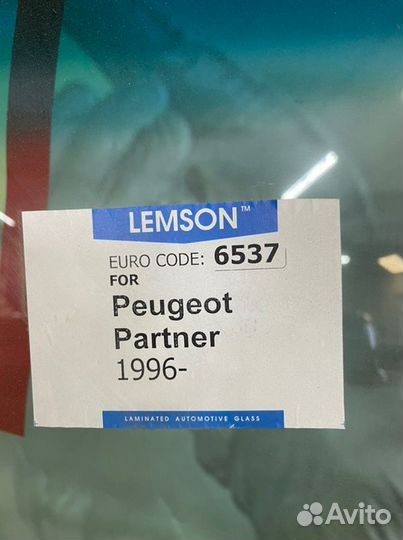 LEMSON™
EURO CODE: 6537
FOR
Peugeot
Partner
1996-
LAMINATED AUTOMOTIVE GLASS
Avito